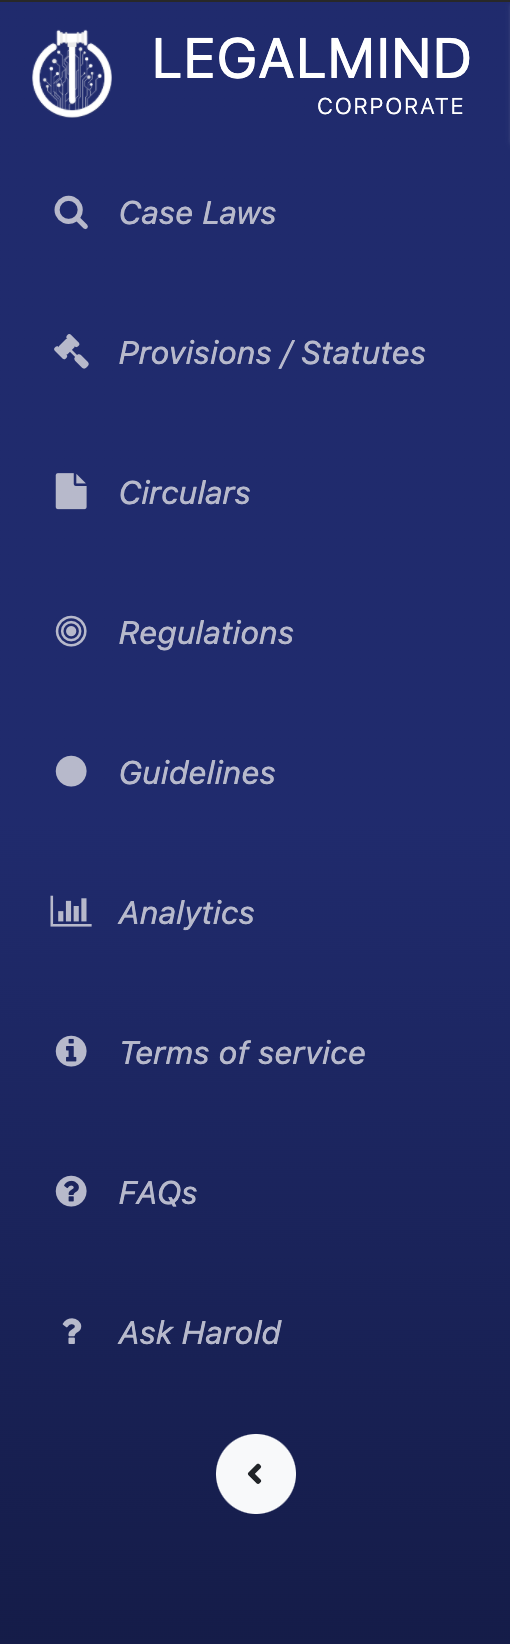 LEGALMIND
CORPORATE
Case Laws
Provisions / Statutes
Circulars
Regulations
Guidelines
Analytics
Terms of service
FAQs
Ask Harold